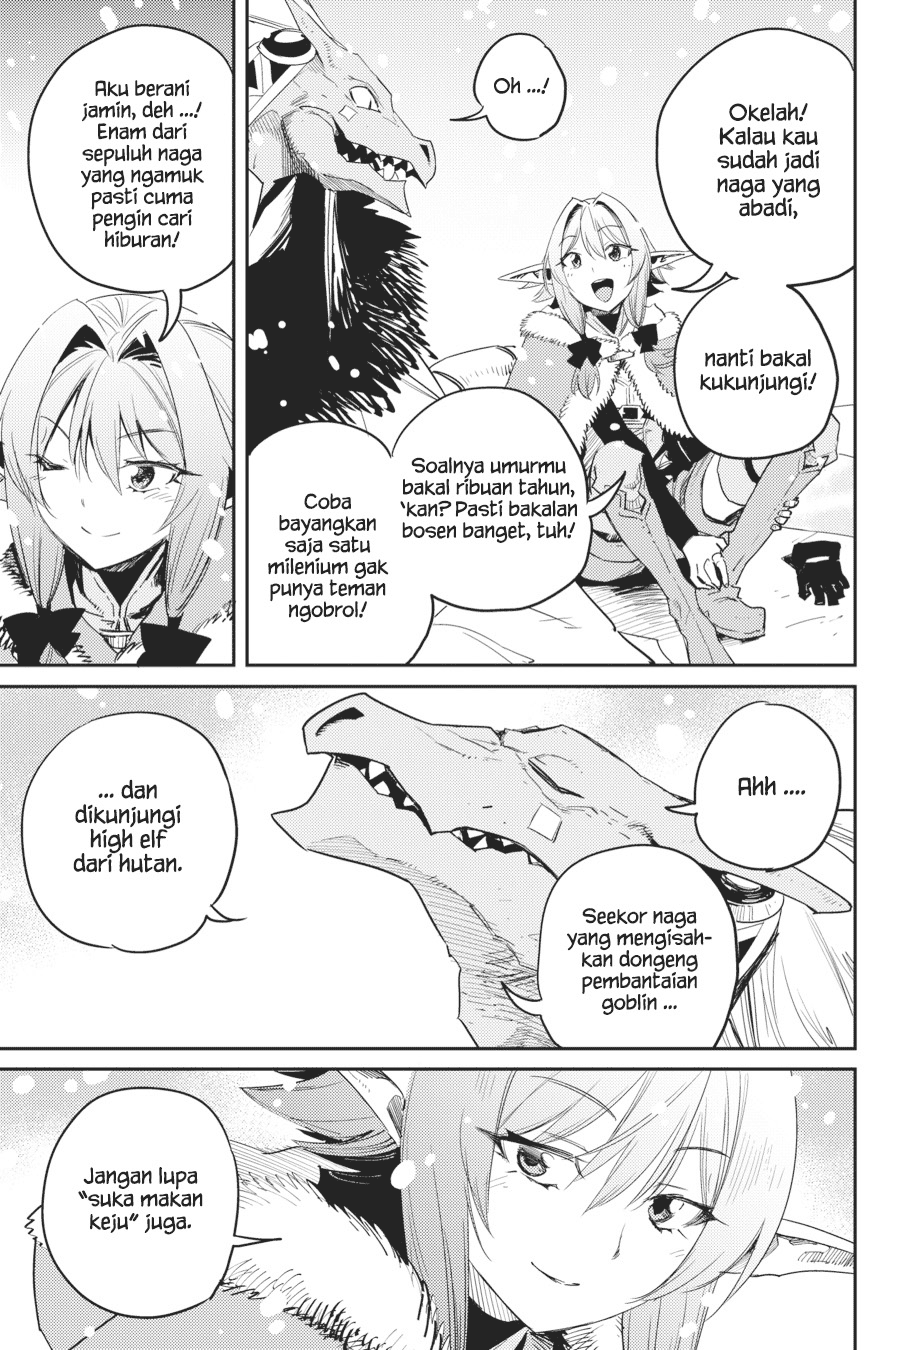 Okelah!
Kalau kau
sudah jadi
naga yang
abadi,
nanti bakal
kukunjungi!
Oh ...!
Soalnya umurmu
bakal ribuan tahun,
‘kan? Pasti bakalan
bosen banget, tuh!
Coba
bayangkan
saja satu
milenium gak
punya teman
ngobrol!
Aku berani
jamin, deh ...!
Enam dari
sepuluh naga
yang ngamuk
pasti cuma
pengin cari
hiburan!
Ahh ....
Seekor naga
yang mengisah-
kan dongeng
pembantaian
goblin ...
... dan
dikunjungi
high elf
dari hutan.
Jangan lupa
“suka makan
keju” juga.